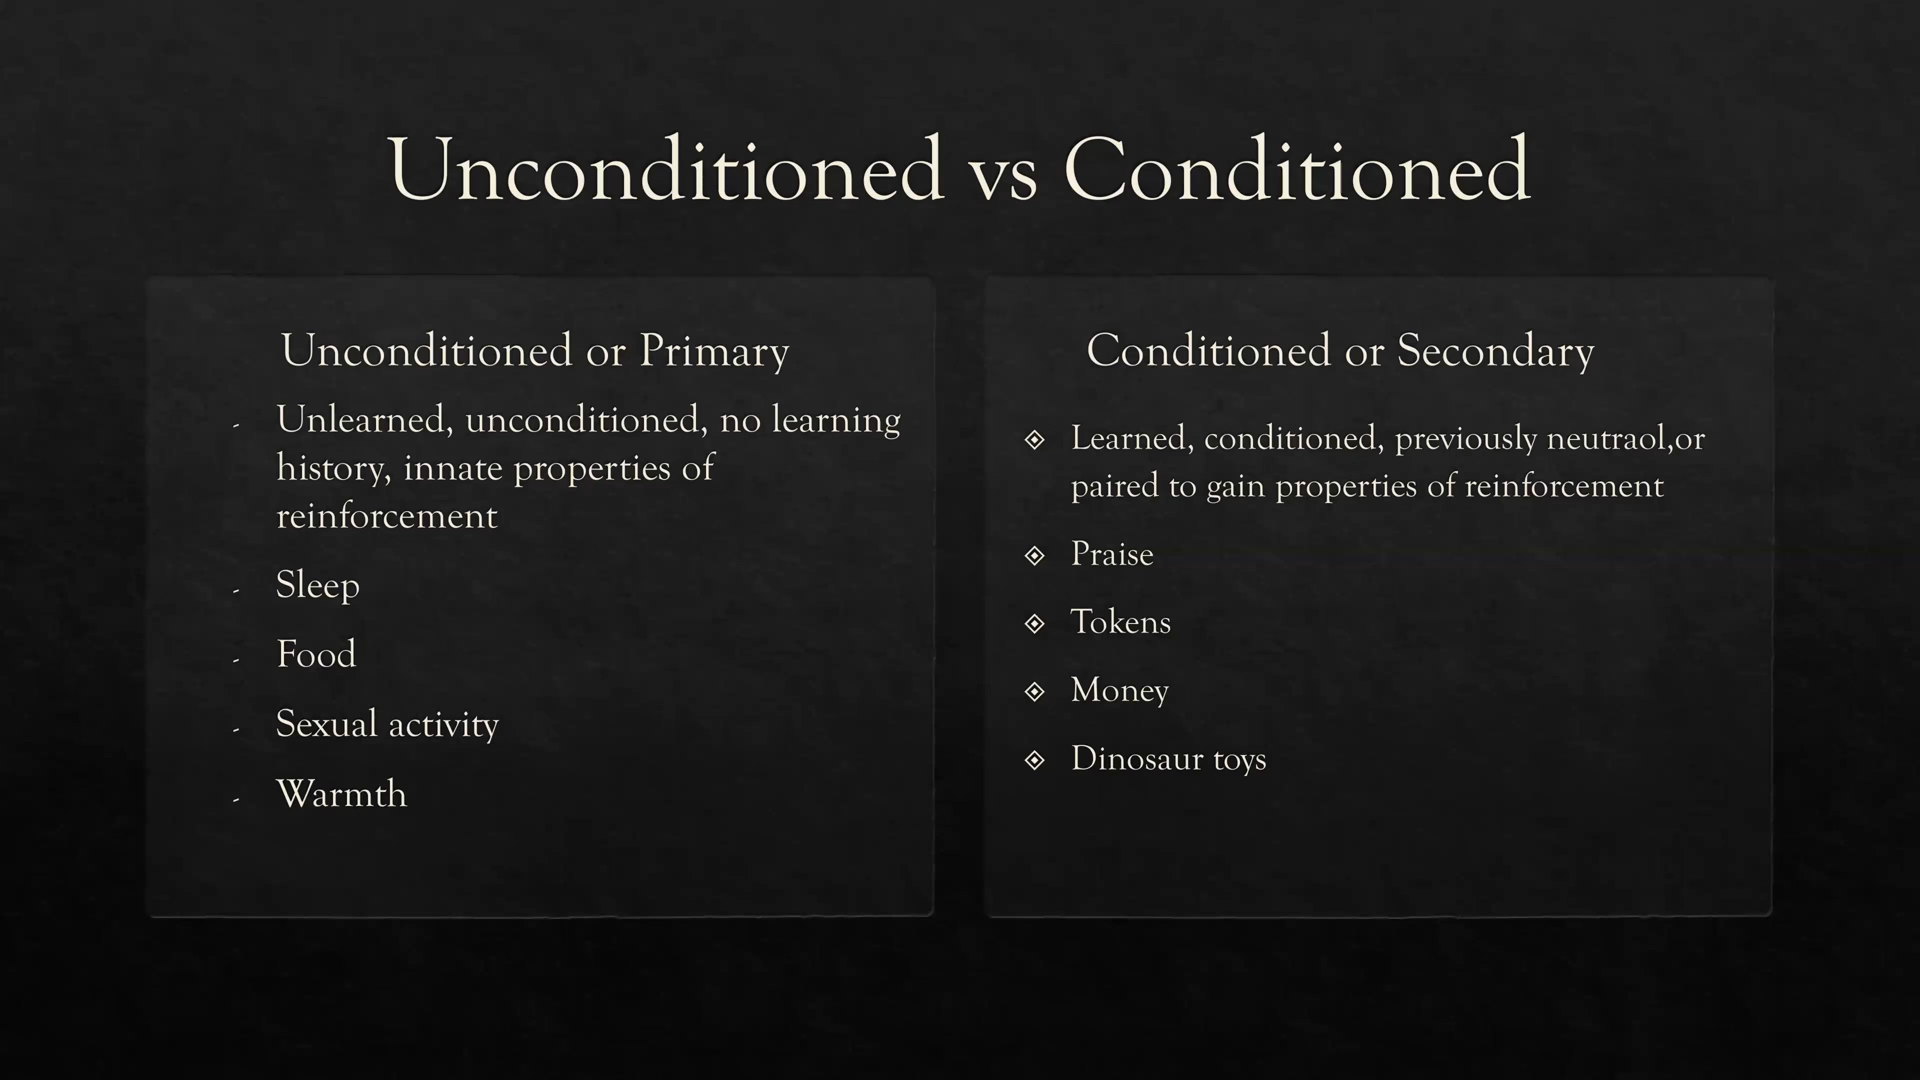 Unconditioned vs Conditioned
Unconditioned or Primary
- Unlearned, unconditioned, no learning
history, innate properties of
reinforcement
- Sleep
- Food
- Sexual activity
- Warmth
Conditioned or Secondary
Learned, conditioned, previously neutraol,or
paired to gain properties of reinforcement
Praise
Tokens
Money
Dinosaur toys